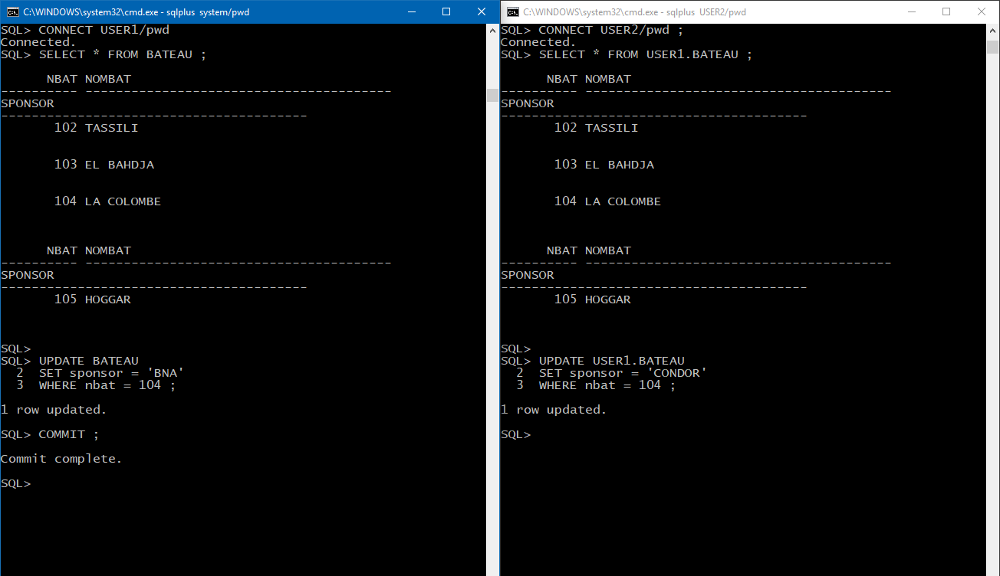 C:\WINDOWS\system32\cmd.exe - sqlplus  system/pwd
SQL> CONNECT USER1/pwd
Connected.
SQL> SELECT * FROM BATEAU ;
      NBAT NOMBAT
---------- ----------------------------------------
SPONSOR
----------------------------------------
       102 TASSILI
       103 EL BAHDJA
       104 LA COLOMBE
      NBAT NOMBAT
---------- ----------------------------------------
SPONSOR
----------------------------------------
       105 HOGGAR
SQL>
SQL> UPDATE BATEAU
  2  SET sponsor = 'BNA'
  3  WHERE nbat = 104 ;
1 row updated.
SQL> COMMIT ;
Commit complete.
SQL>
C:\WINDOWS\system32\cmd.exe - sqlplus  USER2/pwd
SQL> CONNECT USER2/pwd ;
Connected.
SQL> SELECT * FROM USER1.BATEAU ;
      NBAT NOMBAT
---------- ----------------------------------------
SPONSOR
----------------------------------------
       102 TASSILI
       103 EL BAHDJA
       104 LA COLOMBE
      NBAT NOMBAT
---------- ----------------------------------------
SPONSOR
----------------------------------------
       105 HOGGAR
SQL>
SQL> UPDATE USER1.BATEAU
  2  SET sponsor = 'CONDOR'
  3  WHERE nbat = 104 ;
1 row updated.
SQL>